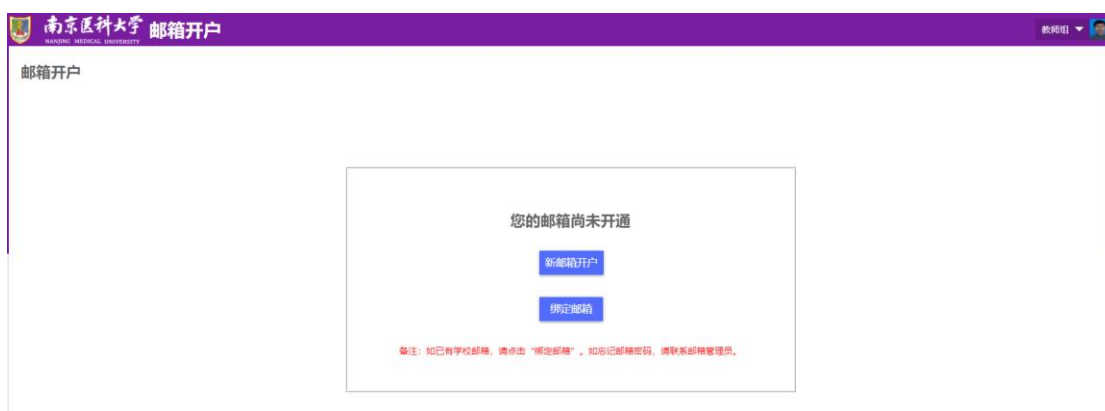 南京医科大学 邮箱开户
NANJING MEDICAL UNIVERSITY
教师组
邮箱开户
您的邮箱尚未开通
新邮箱开户
绑定邮箱
备注：如已有学校邮箱，请点击“绑定邮箱”。如忘记邮箱密码，请联系邮箱管理员。